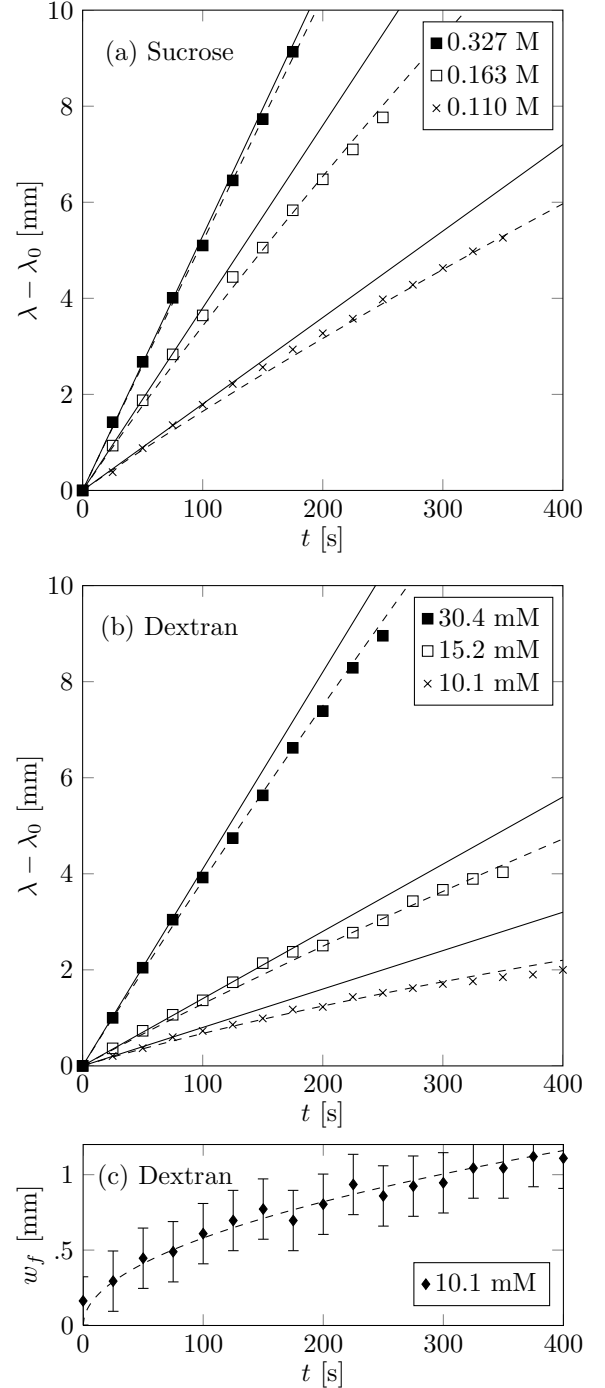 10
(a) Sucrose
0.327 M
0.163 M
0.110 M
8
6
4
2
0
λ − λ₀ [mm]
0 100 200 300 400
t [s]
10
(b) Dextran
30.4 mM
15.2 mM
10.1 mM
8
6
4
2
0
λ − λ₀ [mm]
0 100 200 300 400
t [s]
(c) Dextran
1
.5
0
w_f [mm]
10.1 mM
0 100 200 300 400
t [s]